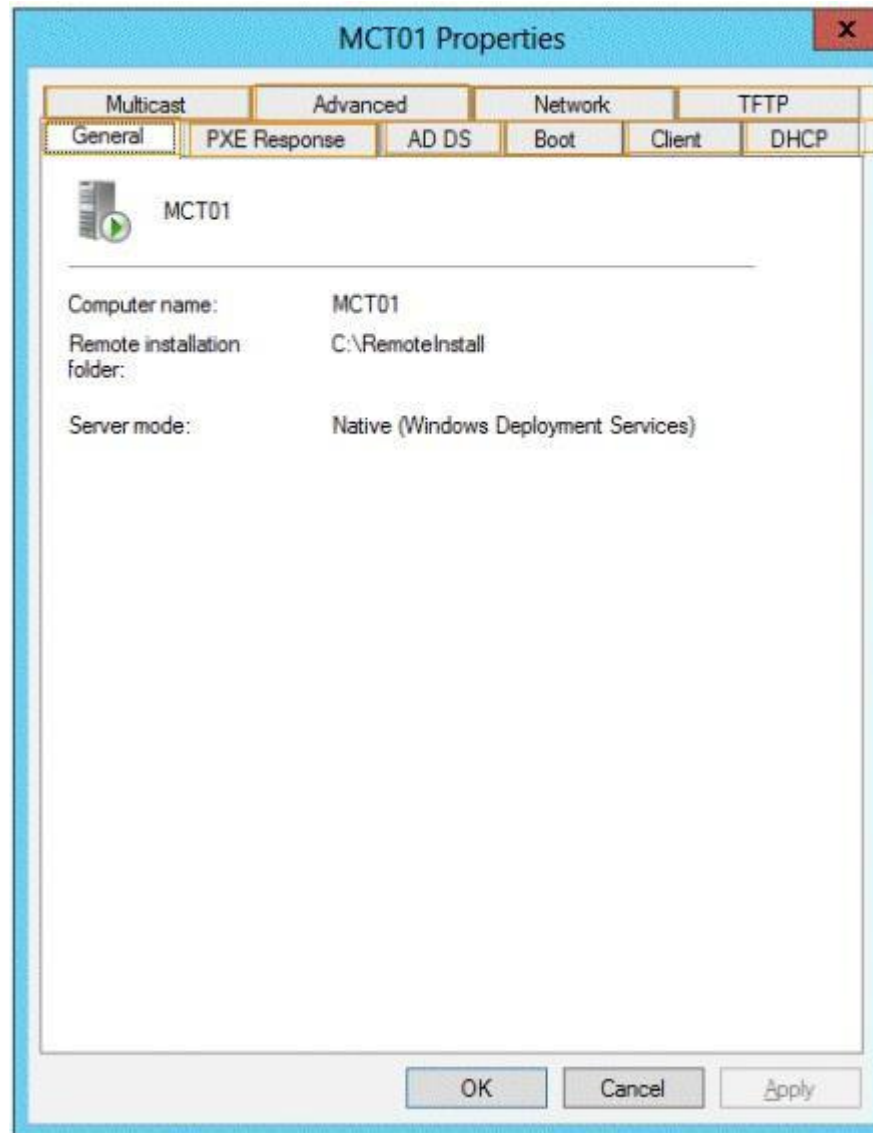 MCT01 Properties
x
Multicast Advanced Network TFTP
General PXE Response AD DS Boot Client DHCP
MCT01
Computer name: MCT01
Remote installation folder: C:\RemoteInstall
Server mode: Native (Windows Deployment Services)
OK Cancel Apply